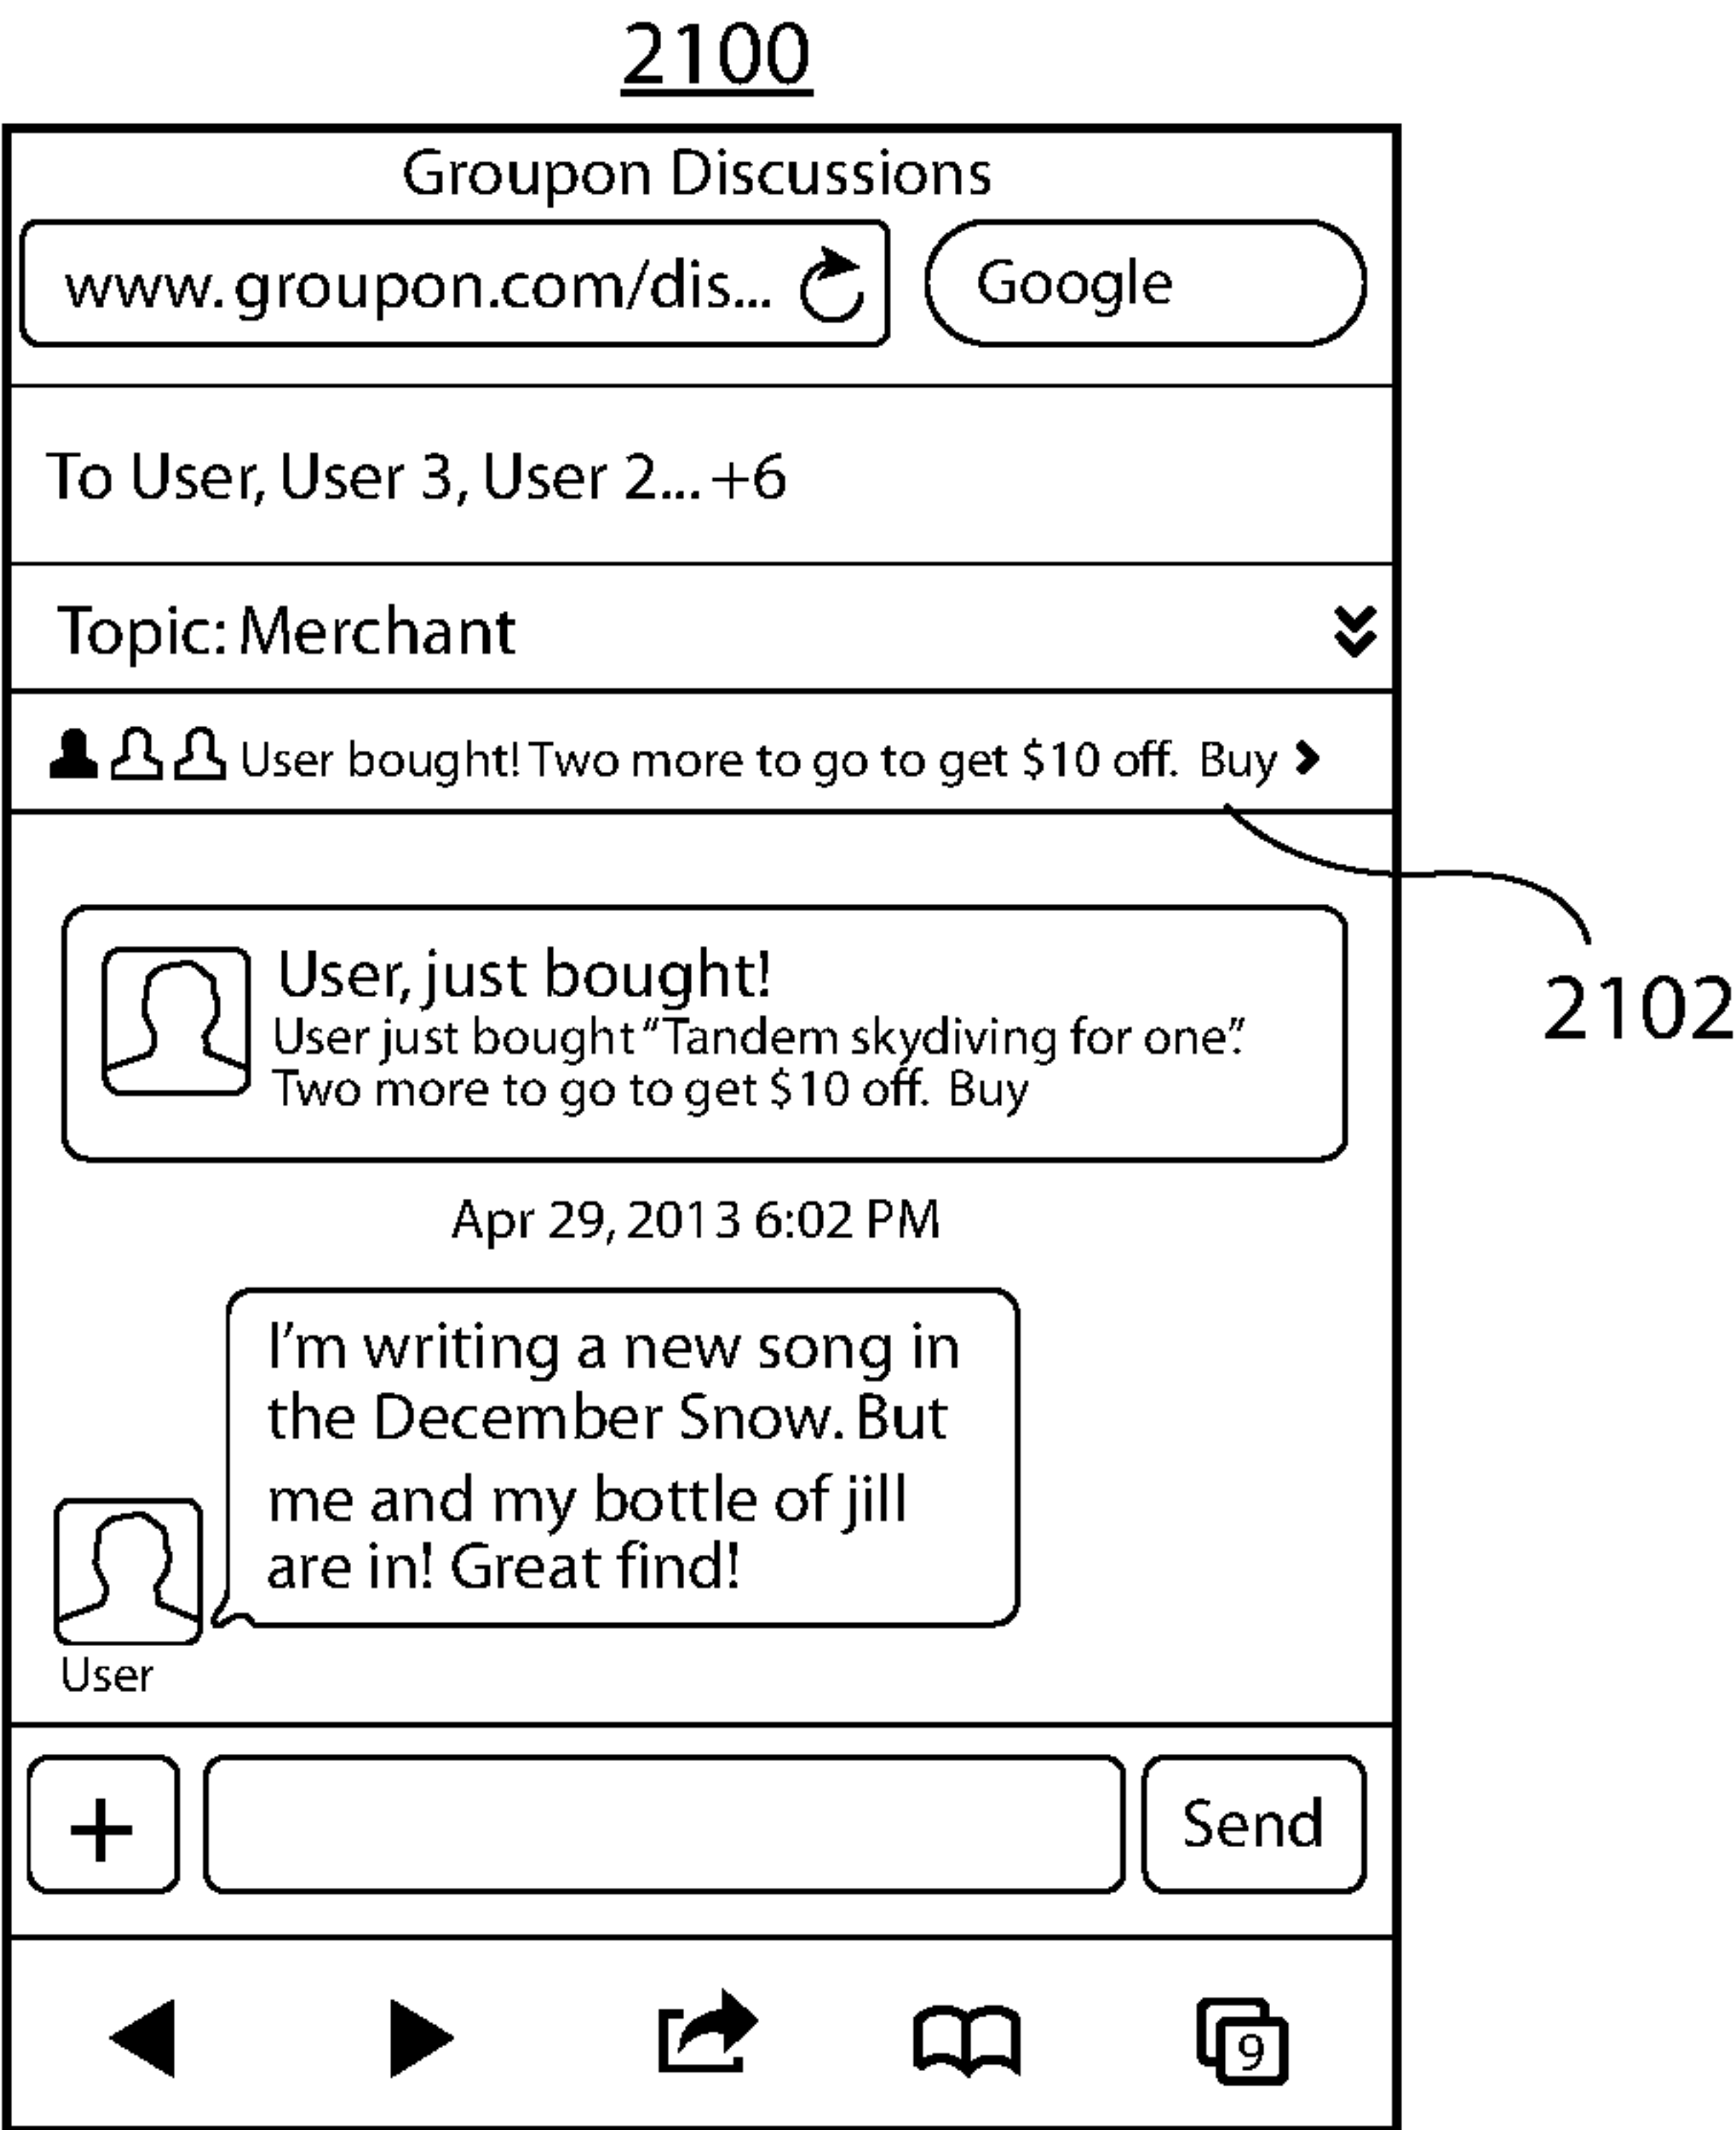 2100
Groupon Discussions
www.groupon.com/dis...
Google
To User, User 3, User 2... +6
Topic: Merchant
User bought! Two more to go to get $10 off. Buy
2102
User, just bought!
User just bought "Tandem skydiving for one".
Two more to go to get $10 off. Buy
Apr 29, 2013 6:02 PM
I'm writing a new song in
the December Snow. But
me and my bottle of jill
are in! Great find!
User
+
Send
9